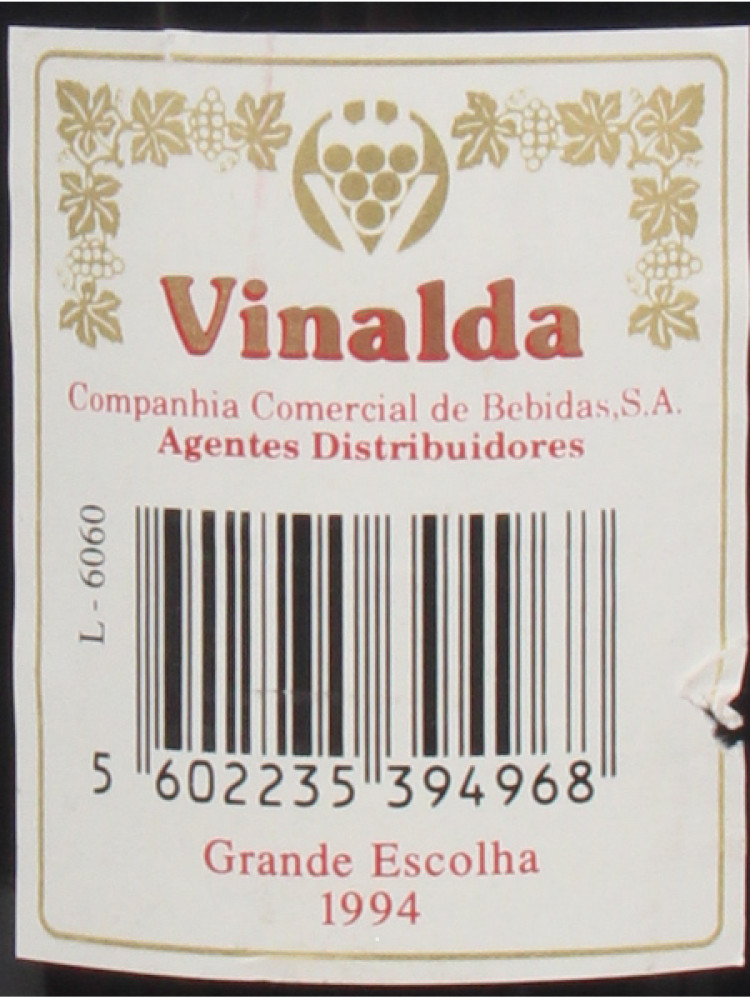 Vinalda
Companhia Comercial de Bebidas,S.A.
Agentes Distribuidores
L - 6060
5 602235 394968
Grande Escolha
1994